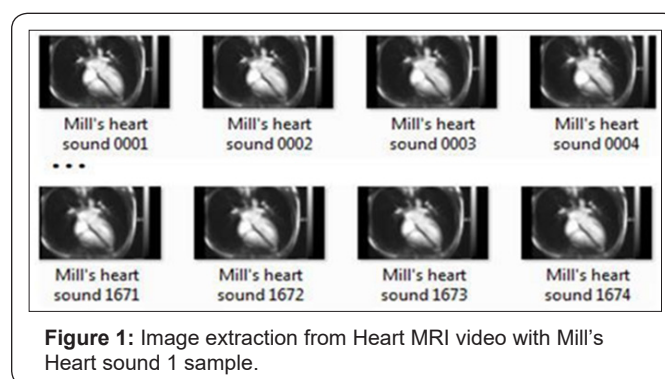 Mill's heart sound 0001
Mill's heart sound 0002
Mill's heart sound 0003
Mill's heart sound 0004
...
Mill's heart sound 1671
Mill's heart sound 1672
Mill's heart sound 1673
Mill's heart sound 1674
Figure 1: Image extraction from Heart MRI video with Mill's
Heart sound 1 sample.